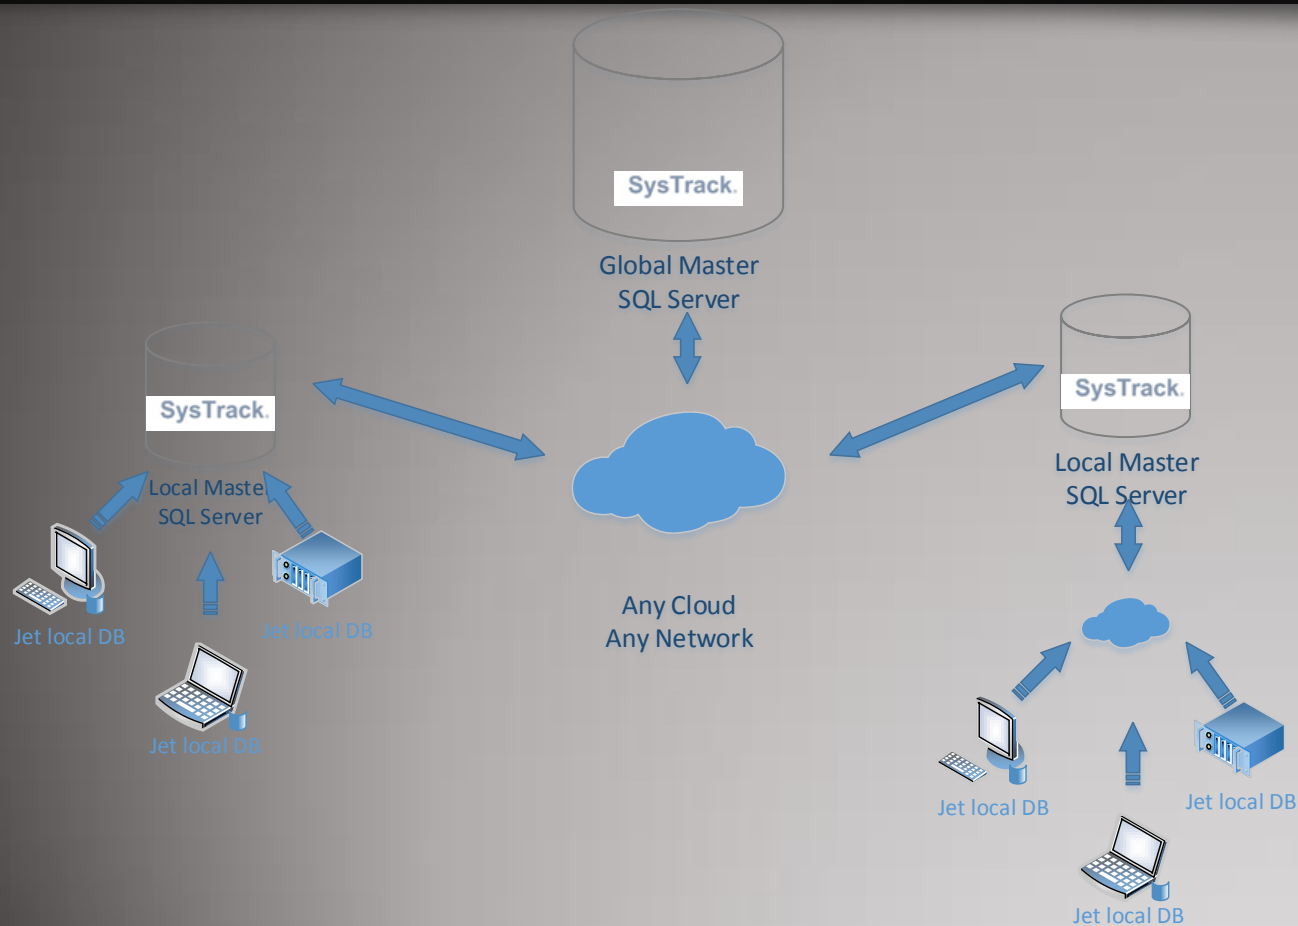 SysTrack.
Global Master
SQL Server
SysTrack.
Local Master
SQL Server
Jet local DB
Jet local DB
Jet local DB
Any Cloud
Any Network
SysTrack.
Local Master
SQL Server
Jet local DB
Jet local DB
Jet local DB